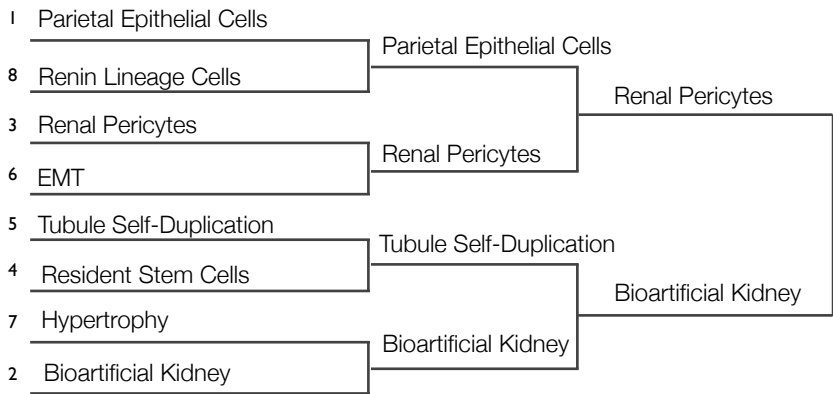 1 Parietal Epithelial Cells
8 Renin Lineage Cells
3 Renal Pericytes
6 EMT
5 Tubule Self-Duplication
4 Resident Stem Cells
7 Hypertrophy
2 Bioartificial Kidney
Parietal Epithelial Cells
Renal Pericytes
Tubule Self-Duplication
Bioartificial Kidney
Renal Pericytes
Bioartificial Kidney